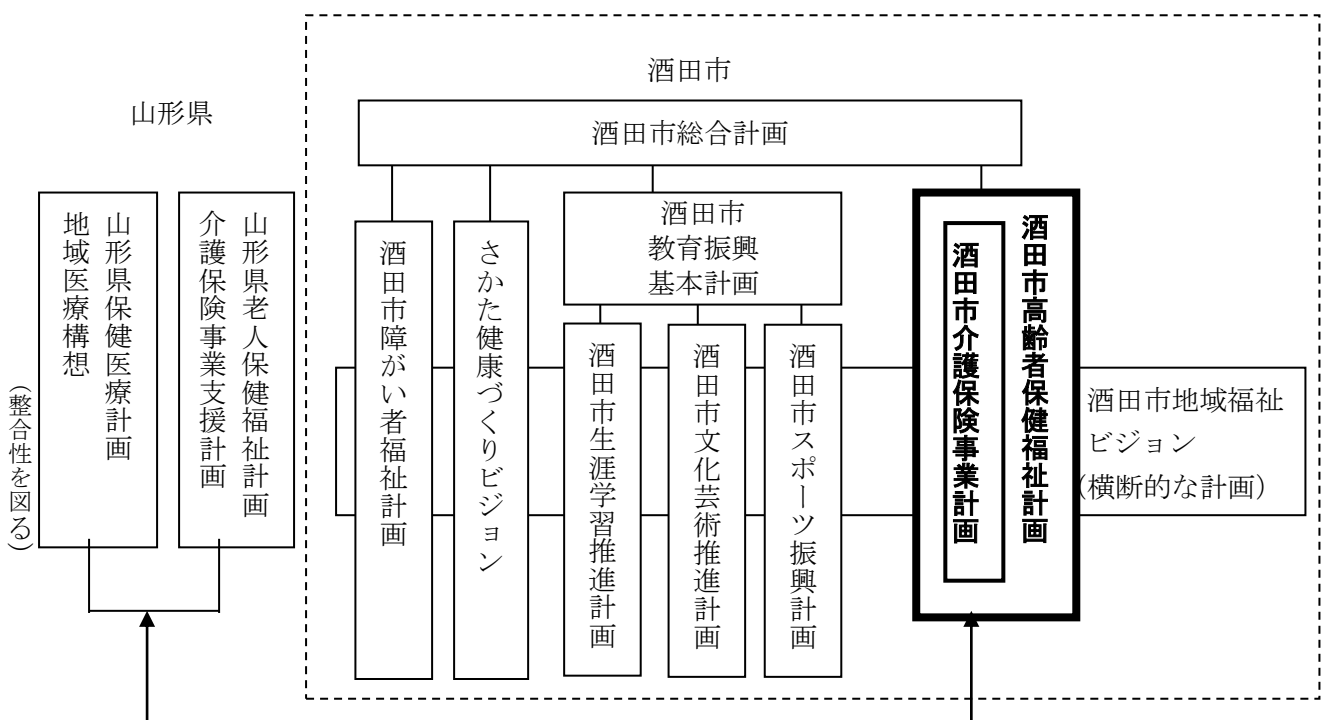 山形県
山形県保健医療計画
地域医療構想
山形県老人保健福祉計画
介護保険事業支援計画
(整合性を図る)
酒田市
酒田市総合計画
酒田市障がい者福祉計画
さかた健康づくりビジョン
酒田市
教育振興
基本計画
酒田市生涯学習推進計画
酒田市文化芸術推進計画
酒田市スポーツ振興計画
酒田市高齢者保健福祉計画
酒田市介護保険事業計画
酒田市地域福祉
ビジョン
(横断的な計画)